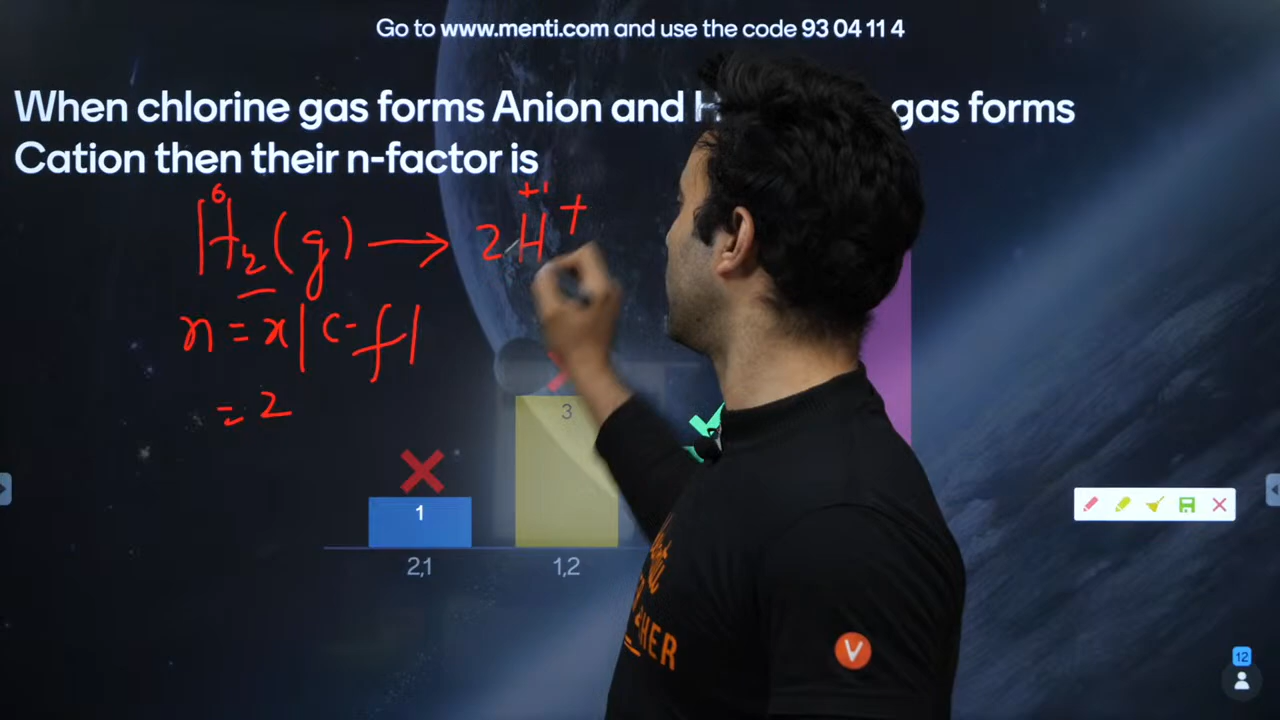 Go to www.menti.com and use the code 93 04 11 4
When chlorine gas forms Anion and H gas forms
Cation then their n-factor is
0 +1
H₂(g) → 2H⁺
n = x|c-f|
= 2
3
1
2,1 1,2
HER
V
12